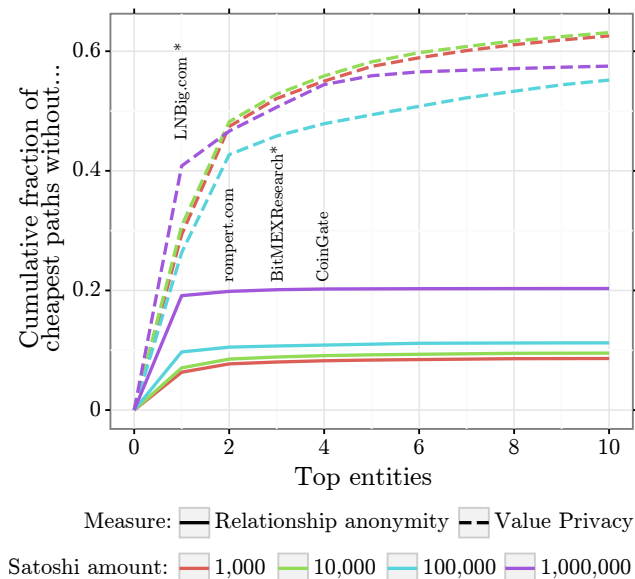 Cumulative fraction of
cheapest paths without...
0.6
0.4
0.2
0
LNBig.com *
rompert.com
BitMEXResearch*
CoinGate
0 2 4 6 8 10
Top entities
Measure: Relationship anonymity Value Privacy
Satoshi amount: 1,000 10,000 100,000 1,000,000